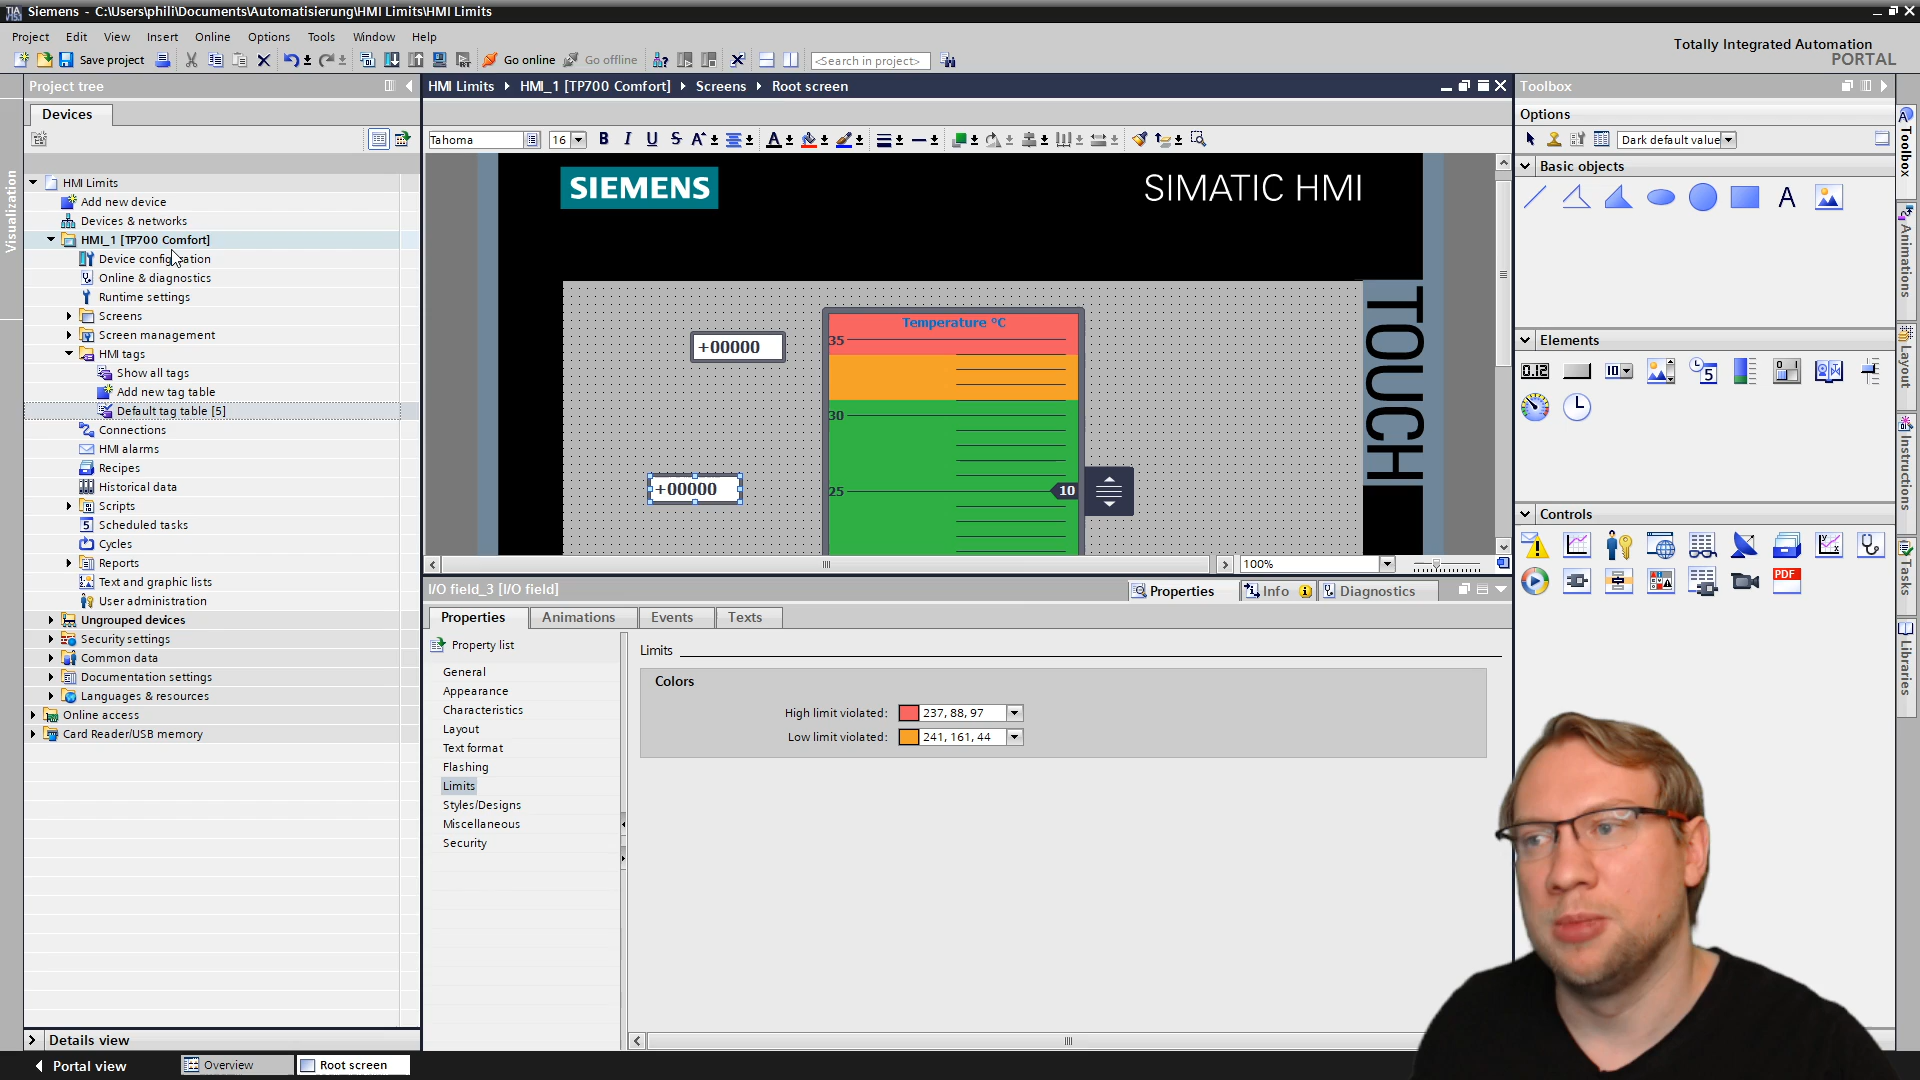 Siemens - C:\Users\phili\Documents\Automatisierung\HMI Limits\HMI Limits
Project Edit View Insert Online Options Tools Window Help
Totally Integrated Automation
PORTAL
Save project
Go online
Go offline
<Search in project>
Project tree
HMI Limits
HMI_1 [TP700 Comfort]
Screens
Root screen
Toolbox
Devices
Options
Tahoma
16
B I U S A
Dark default value
Basic objects
Visualization
HMI Limits
Add new device
Devices & networks
HMI_1 [TP700 Comfort]
Device configuration
Online & diagnostics
Runtime settings
Screens
Screen management
HMI tags
Show all tags
Add new tag table
Default tag table [5]
Connections
HMI alarms
Recipes
Historical data
Scripts
Scheduled tasks
Cycles
Reports
Text and graphic lists
User administration
Ungrouped devices
Security settings
Common data
Documentation settings
Languages & resources
Online access
Card Reader/USB memory
Details view
SIEMENS
SIMATIC HMI
TOUCH
Temperature °C
+00000
35
30
+00000
25
10
100%
I/O field_3 [I/O field]
Properties
Info
Diagnostics
Properties
Animations
Events
Texts
Property list
General
Appearance
Characteristics
Layout
Text format
Flashing
Limits
Styles/Designs
Miscellaneous
Security
Limits
Colors
High limit violated:
237, 88, 97
Low limit violated:
241, 161, 44
Elements
0.12
10
5
Controls
PDF
Toolbox
Animations
Layout
Instructions
Tasks
Libraries
Portal view
Overview
Root screen